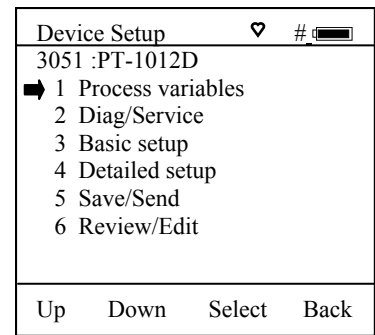 Device Setup ♥ #
3051 :PT-1012D
1 Process variables
2 Diag/Service
3 Basic setup
4 Detailed setup
5 Save/Send
6 Review/Edit
Up Down Select Back